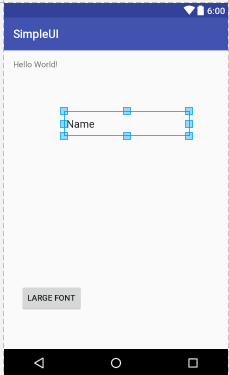 6:00
SimpleUI
Hello World!
Name
LARGE FONT